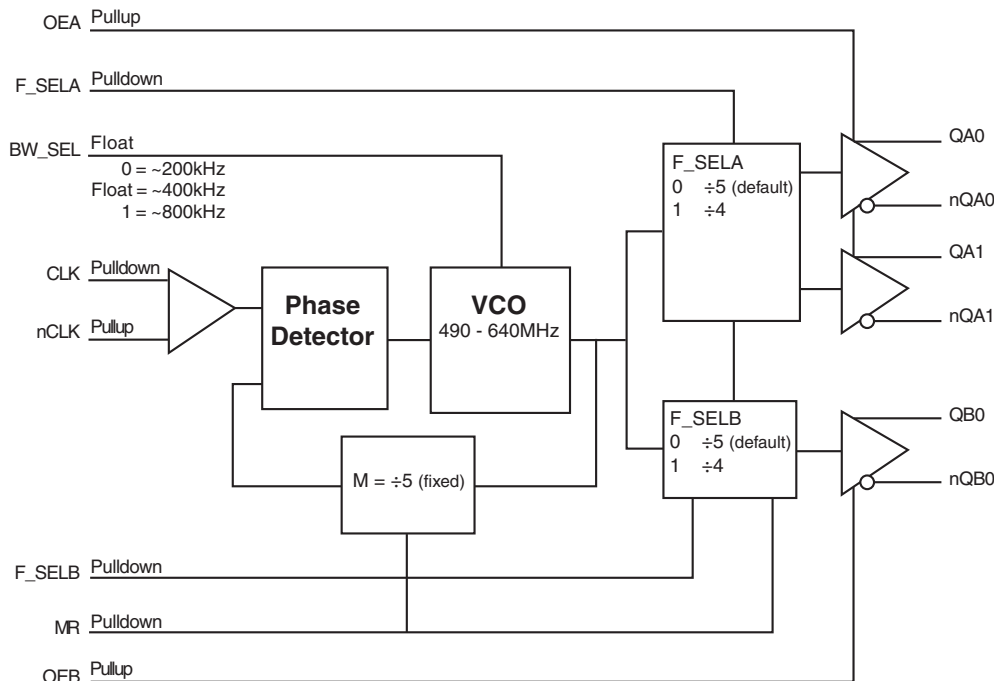 OEA Pullup
F_SELA Pulldown
BW_SEL Float
0 = ~200kHz
Float = ~400kHz
1 = ~800kHz
CLK Pulldown
nCLK Pullup
Phase
Detector
VCO
490 - 640MHz
M = ÷5 (fixed)
F_SELA
0 ÷5 (default)
1 ÷4
QA0
nQA0
QA1
nQA1
F_SELB
0 ÷5 (default)
1 ÷4
QB0
nQB0
F_SELB Pulldown
MR Pulldown
OEB Pullup